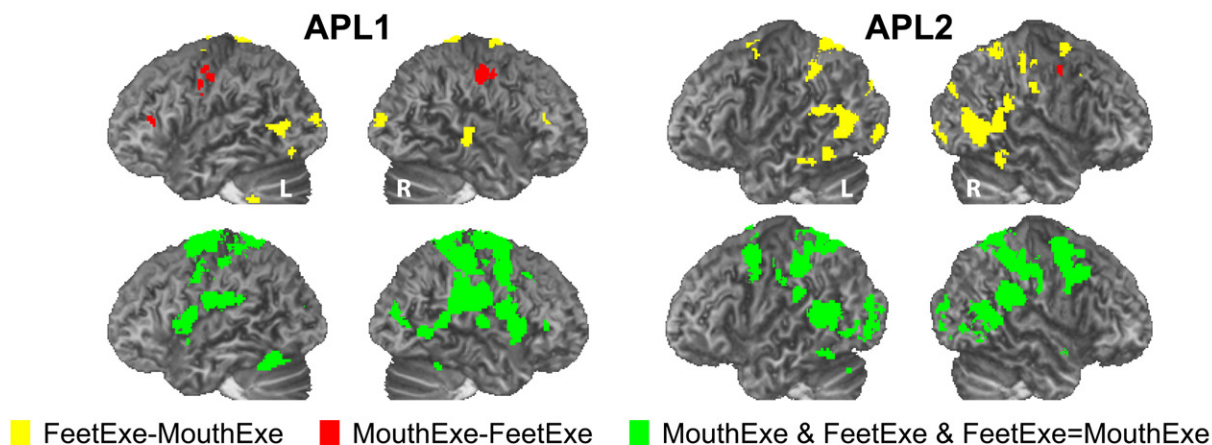 APL1 APL2
L R L R
FeetExe-MouthExe MouthExe-FeetExe MouthExe & FeetExe & FeetExe=MouthExe